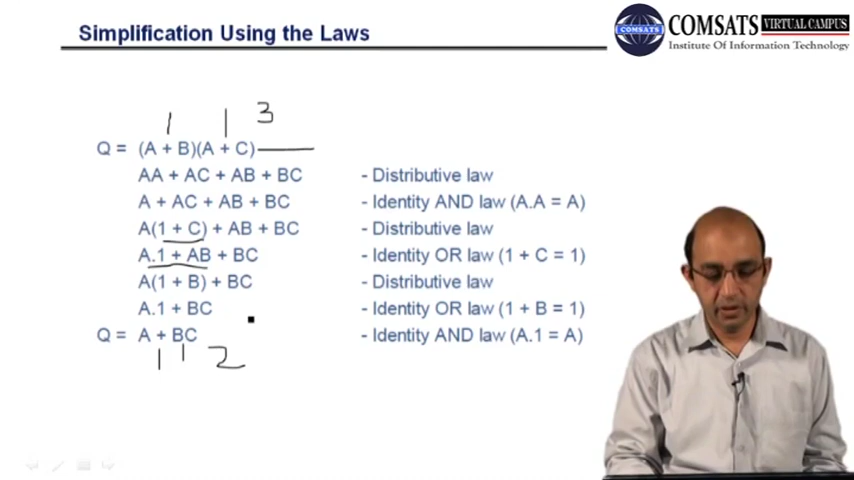 Simplification Using the Laws
COMSATS
COMSATS VIRTUAL CAMPUS
Institute Of Information Technology
1 1 3
Q = (A + B)(A + C)
AA + AC + AB + BC - Distributive law
A + AC + AB + BC - Identity AND law (A.A = A)
A(1 + C) + AB + BC - Distributive law
A.1 + AB + BC - Identity OR law (1 + C = 1)
A(1 + B) + BC - Distributive law
A.1 + BC - Identity OR law (1 + B = 1)
Q = A + BC - Identity AND law (A.1 = A)
1 1 2